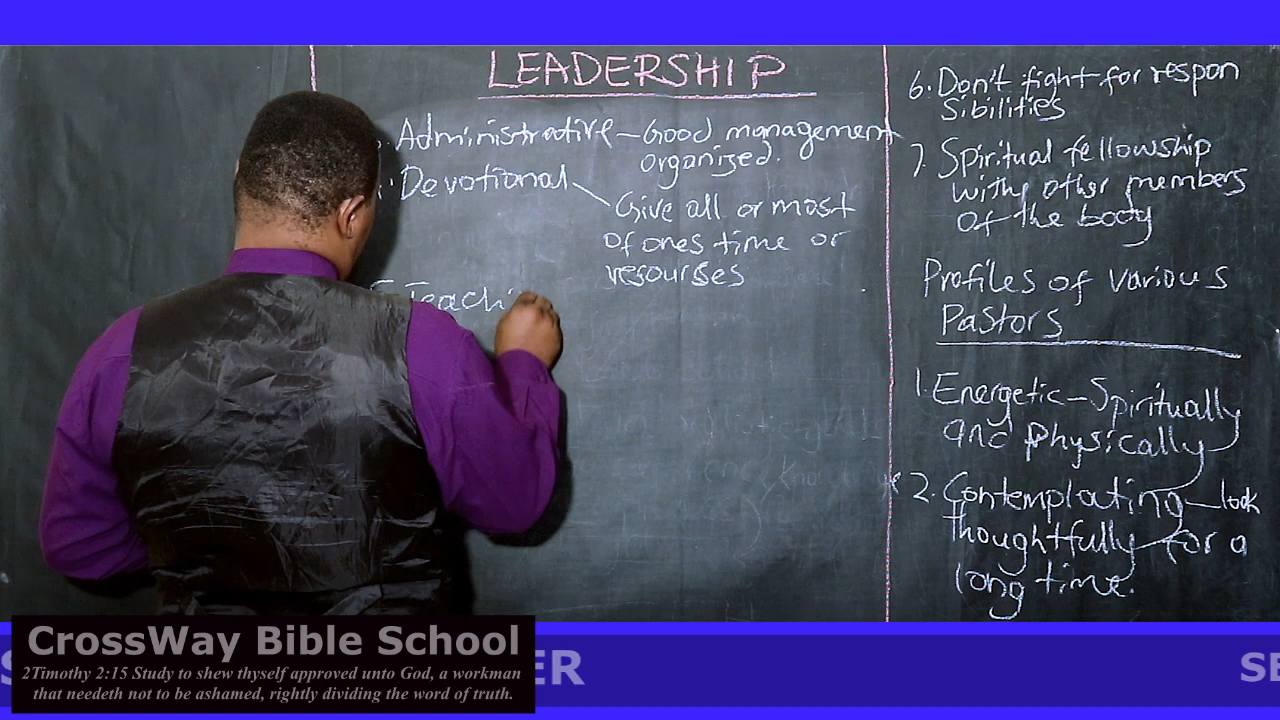 LEADERSHIP
Administrative - Good management
organized.
Devotional
Give all or most
of ones time or
resourses
5. Teachi
6. Don't fight for respon
sibilities
7. Spiritual fellowship
withe other members
of the body
Profiles of various
Pastors
1. Energetic - Spiritually
and physically
* 2. Contemplating - look
thoughtfully for a
long time.
CrossWay Bible School
2Timothy 2:15 Study to shew thyself approved unto God, a workman
that needeth not to be ashamed, rightly dividing the word of truth.
S
ER
SE